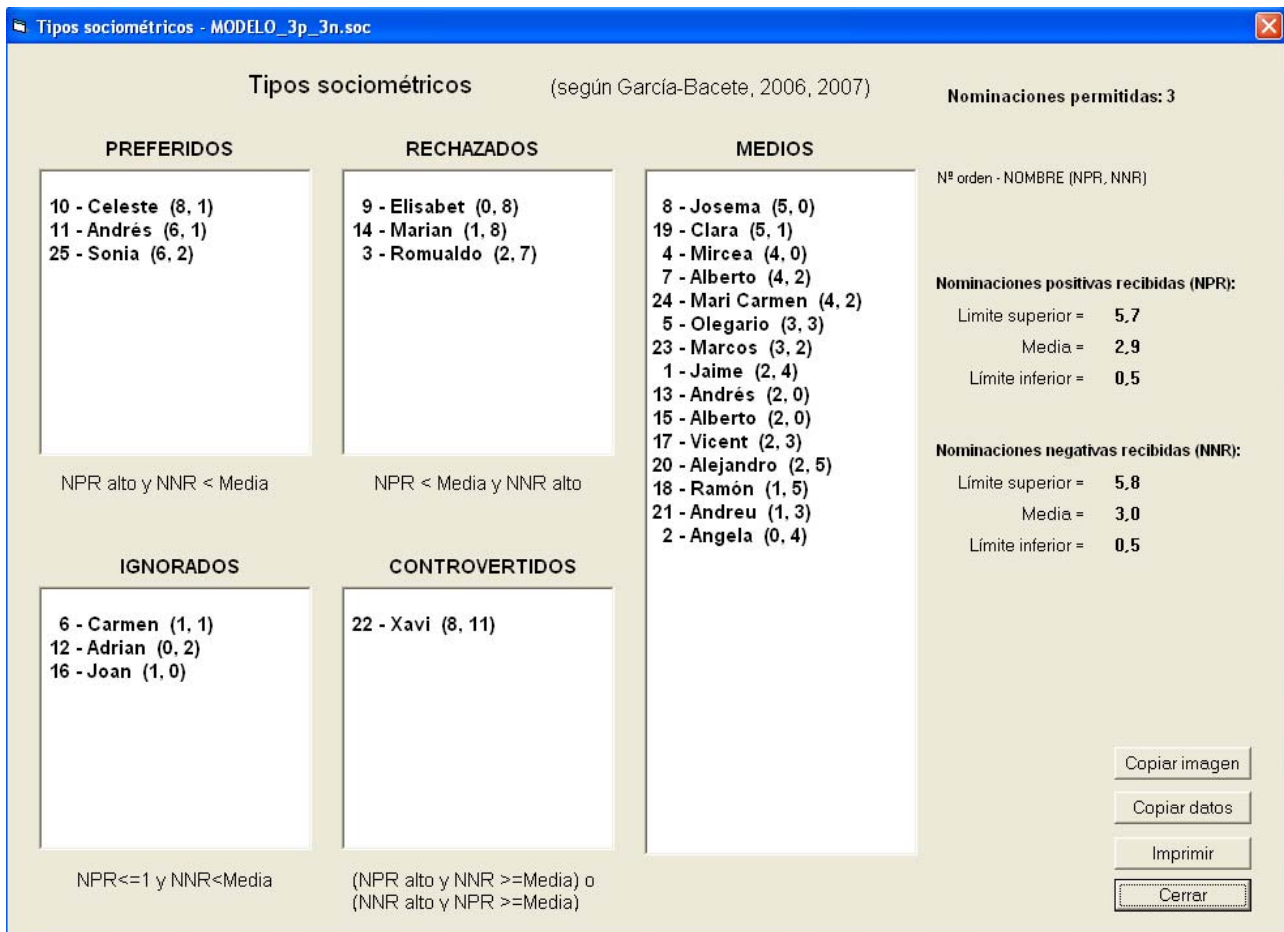 Tipos sociométricos - MODELO_3p_3n.soc
Tipos sociométricos (según García-Bacete, 2006, 2007)
Nominaciones permitidas: 3
PREFERIDOS
10 - Celeste (8, 1)
11 - Andrés (6, 1)
25 - Sonia (6, 2)
NPR alto y NNR < Media
RECHAZADOS
9 - Elisabet (0, 8)
14 - Marian (1, 8)
3 - Romualdo (2, 7)
NPR < Media y NNR alto
MEDIOS
8 - Josema (5, 0)
19 - Clara (5, 1)
4 - Mircea (4, 0)
7 - Alberto (4, 2)
24 - Mari Carmen (4, 2)
5 - Olegario (3, 3)
23 - Marcos (3, 2)
1 - Jaime (2, 4)
13 - Andrés (2, 0)
15 - Alberto (2, 0)
17 - Vicent (2, 3)
20 - Alejandro (2, 5)
18 - Ramón (1, 5)
21 - Andreu (1, 3)
2 - Angela (0, 4)
IGNORADOS
6 - Carmen (1, 1)
12 - Adrian (0, 2)
16 - Joan (1, 0)
NPR<=1 y NNR<Media
CONTROVERTIDOS
22 - Xavi (8, 11)
(NPR alto y NNR >=Media) o
(NNR alto y NPR >=Media)
Nº orden - NOMBRE (NPR, NNR)
Nominaciones positivas recibidas (NPR):
Limite superior = 5,7
Media = 2,9
Límite inferior = 0,5
Nominaciones negativas recibidas (NNR):
Límite superior = 5,8
Media = 3,0
Límite inferior = 0,5
Copiar imagen
Copiar datos
Imprimir
Cerrar